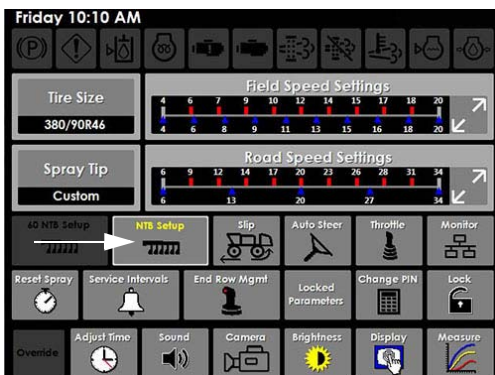 Friday 10:10 AM
Tire Size
380/90R46
Field Speed Settings
4 6 7 9 10 12 14 15 17 18 20
4 6 8 9 11 13 15 16 18 20
Spray Tip
Custom
Road Speed Settings
6 9 12 14 17 20 23 26 28 31 34
6 13 20 27 34
60 NTB Setup
NTB Setup
Slip
Auto Steer
Throttle
Monitor
Reset Spray
Service Intervals
End Row Mgmt
Locked
Parameters
Change PIN
Lock
Override
Adjust Time
Sound
Camera
Brightness
Display
Measure